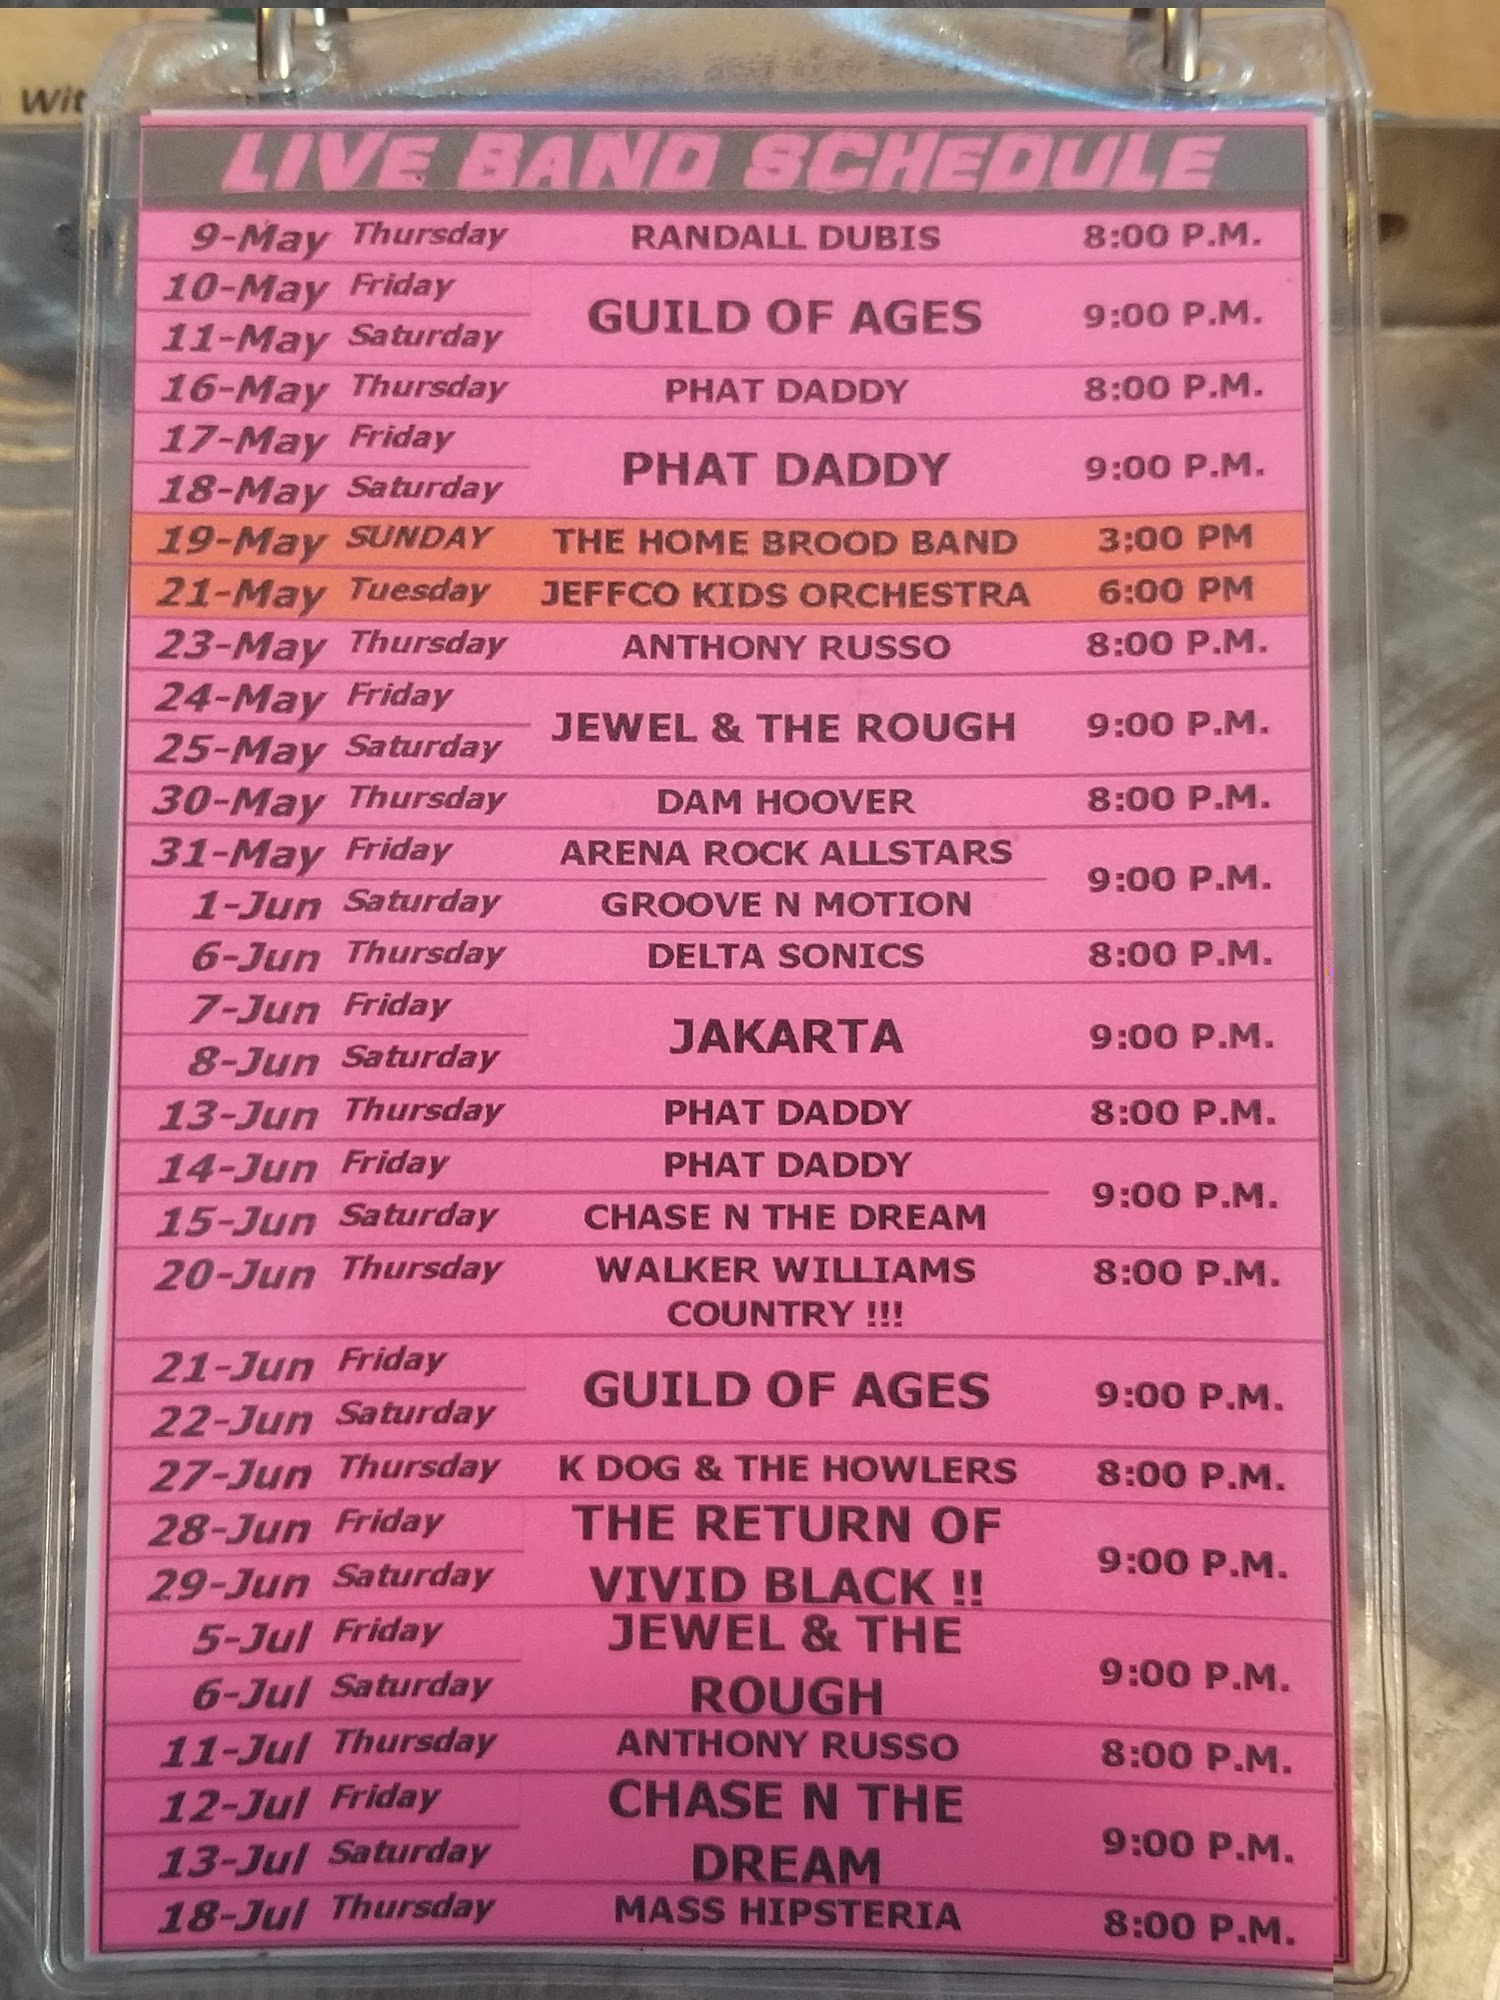 Wit
LIVE BAND SCHEDULE
9-May Thursday RANDALL DUBIS 8:00 P.M.
10-May Friday
GUILD OF AGES 9:00 P.M.
11-May Saturday
16-May Thursday PHAT DADDY 8:00 P.M.
17-May Friday
PHAT DADDY 9:00 P.M.
18-May Saturday
19-May SUNDAY THE HOME BROOD BAND 3:00 PM
21-May Tuesday JEFFCO KIDS ORCHESTRA 6:00 PM
23-May Thursday ANTHONY RUSSO 8:00 P.M.
24-May Friday
JEWEL & THE ROUGH 9:00 P.M.
25-May Saturday
30-May Thursday DAM HOOVER 8:00 P.M.
31-May Friday ARENA ROCK ALLSTARS
9:00 P.M.
1-Jun Saturday GROOVE N MOTION
6-Jun Thursday DELTA SONICS 8:00 P.M.
7-Jun Friday
JAKARTA 9:00 P.M.
8-Jun Saturday
13-Jun Thursday PHAT DADDY 8:00 P.M.
14-Jun Friday PHAT DADDY
9:00 P.M.
15-Jun Saturday CHASE N THE DREAM
20-Jun Thursday WALKER WILLIAMS 8:00 P.M.
COUNTRY !!!
21-Jun Friday
GUILD OF AGES 9:00 P.M.
22-Jun Saturday
27-Jun Thursday K DOG & THE HOWLERS 8:00 P.M.
28-Jun Friday THE RETURN OF
9:00 P.M.
29-Jun Saturday VIVID BLACK !!
5-Jul Friday JEWEL & THE
9:00 P.M.
6-Jul Saturday ROUGH
11-Jul Thursday ANTHONY RUSSO 8:00 P.M.
12-Jul Friday CHASE N THE
9:00 P.M.
13-Jul Saturday DREAM
18-Jul Thursday MASS HIPSTERIA 8:00 P.M.